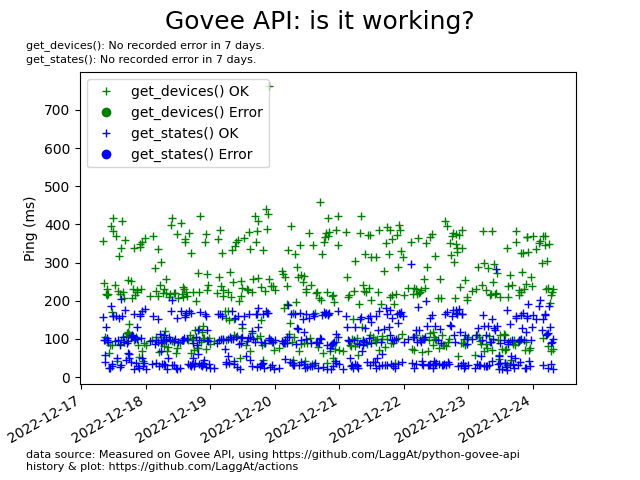 Govee API: is it working?
get_devices(): No recorded error in 7 days.
get_states(): No recorded error in 7 days.
get_devices() OK
get_devices() Error
get_states() OK
get_states() Error
Ping (ms)
700
600
500
400
300
200
100
0
2022-12-17
2022-12-18
2022-12-19
2022-12-20
2022-12-21
2022-12-22
2022-12-23
2022-12-24
data source: Measured on Govee API, using https://github.com/LaggAt/python-govee-api
history & plot: https://github.com/LaggAt/actions